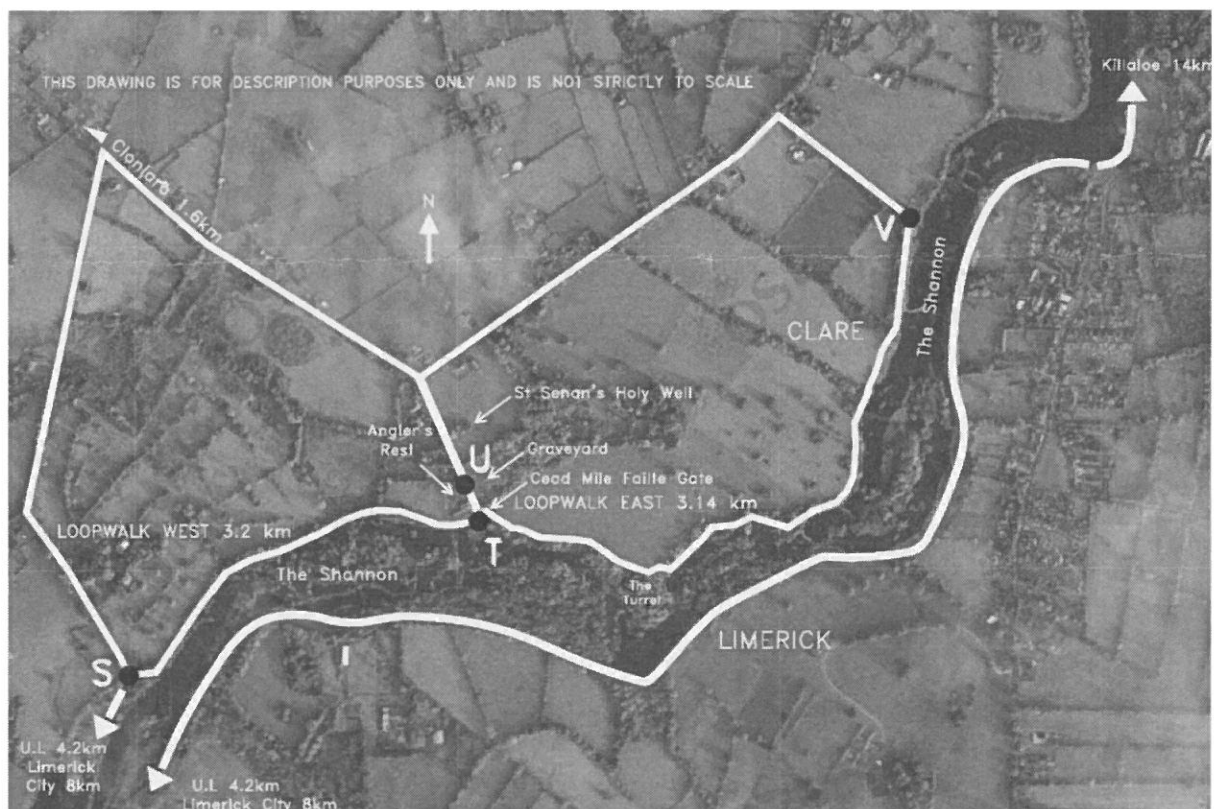 THIS DRAWING IS FOR DESCRIPTION PURPOSES ONLY AND IS NOT STRICTLY TO SCALE
Killaloe 14km
Clonlara 1.6km
N
V
The Shannon
CLARE
St Senan's Holy Well
Angler's
Rest
U
Graveyard
Cead Mile Failte Gate
LOOPWALK EAST 3.14 km
LOOPWALK WEST 3.2 km
T
The Shannon
The
Turret
LIMERICK
S
U.L 4.2km
Limerick
City 8km
U.L 4.2km
Limerick City 8km